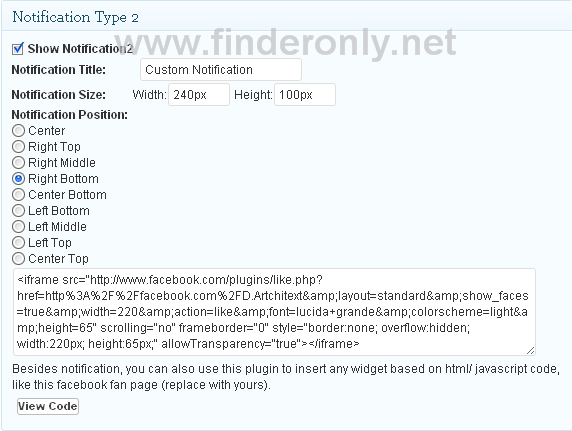 Notification Type 2
www.finderonly.net
Show Notification2
Notification Title: Custom Notification
Notification Size: Width: 240px Height: 100px
Notification Position:
Center
Right Top
Right Middle
Right Bottom
Center Bottom
Left Bottom
Left Middle
Left Top
Center Top
<iframe src="http://www.facebook.com/plugins/like.php?
href=http%3A%2F%2Ffacebook.com%2FD.Artchitext&amp;layout=standard&amp;show_faces
=true&amp;width=220&amp;action=like&amp;font=lucida+grande&amp;colorscheme=light&am
p;height=65" scrolling="no" frameborder="0" style="border:none; overflow:hidden;
width:220px; height:65px;" allowTransparency="true"></iframe>
Besides notification, you can also use this plugin to insert any widget based on html/ javascript code,
like this facebook fan page (replace with yours).
View Code